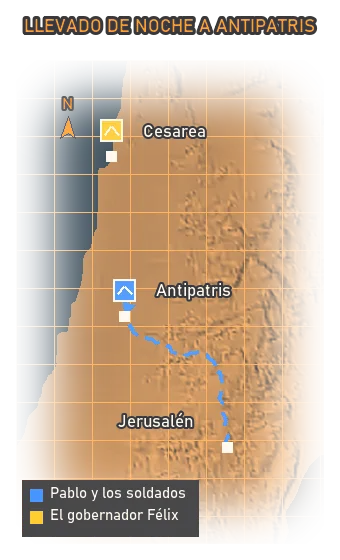 LLEVADO DE NOCHE A ANTIPATRIS
N
Cesarea
Antipatris
Jerusalén
Pablo y los soldados
El gobernador Félix